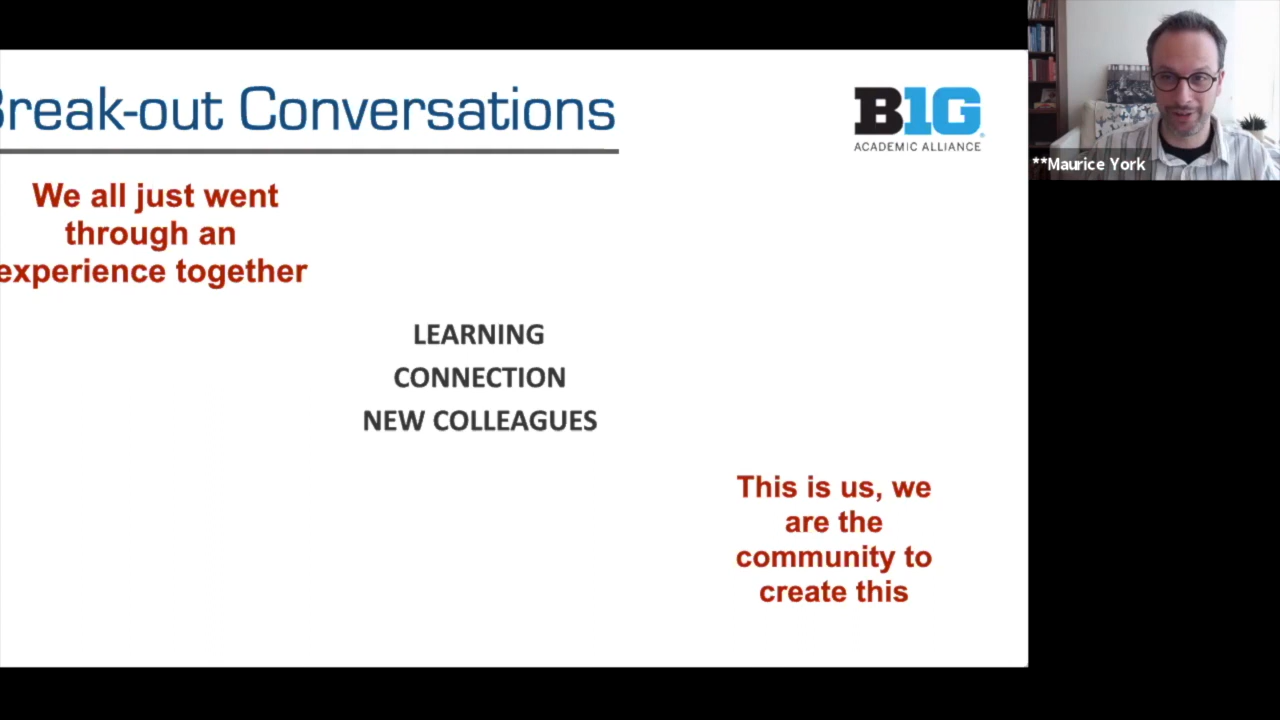 Break-out Conversations
B1G
ACADEMIC ALLIANCE
**Maurice York
We all just went
through an
experience together
LEARNING
CONNECTION
NEW COLLEAGUES
This is us, we
are the
community to
create this